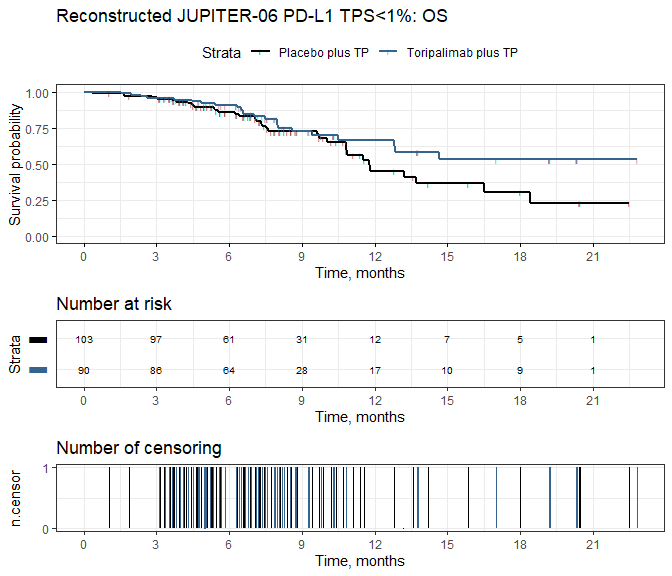 Reconstructed JUPITER-06 PD-L1 TPS<1%: OS
Strata Placebo plus TP Toripalimab plus TP
Survival probability
1.00
0.75
0.50
0.25
0.00
0 3 6 9 12 15 18 21
Time, months
Number at risk
Strata
103 97 61 31 12 7 5 1
90 86 64 28 17 10 9 1
0 3 6 9 12 15 18 21
Time, months
Number of censoring
n.censor
1
0
0 3 6 9 12 15 18 21
Time, months